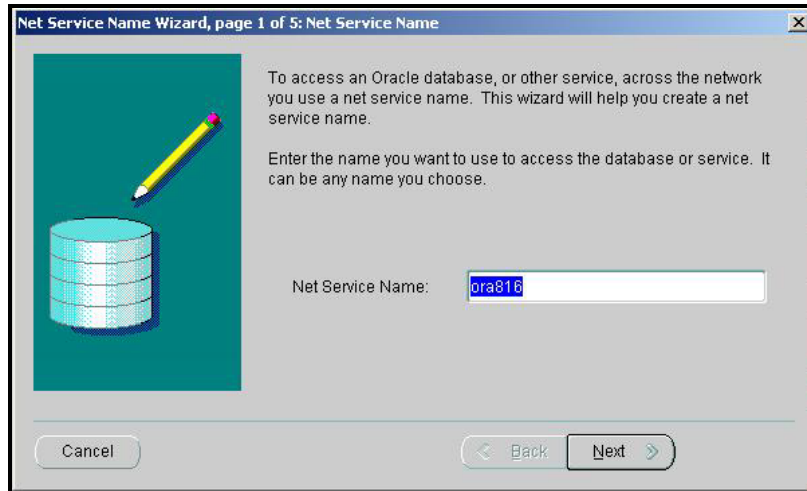 Net Service Name Wizard, page 1 of 5: Net Service Name
To access an Oracle database, or other service, across the network
you use a net service name. This wizard will help you create a net
service name.
Enter the name you want to use to access the database or service. It
can be any name you choose.
Net Service Name: ora816
Cancel Back Next